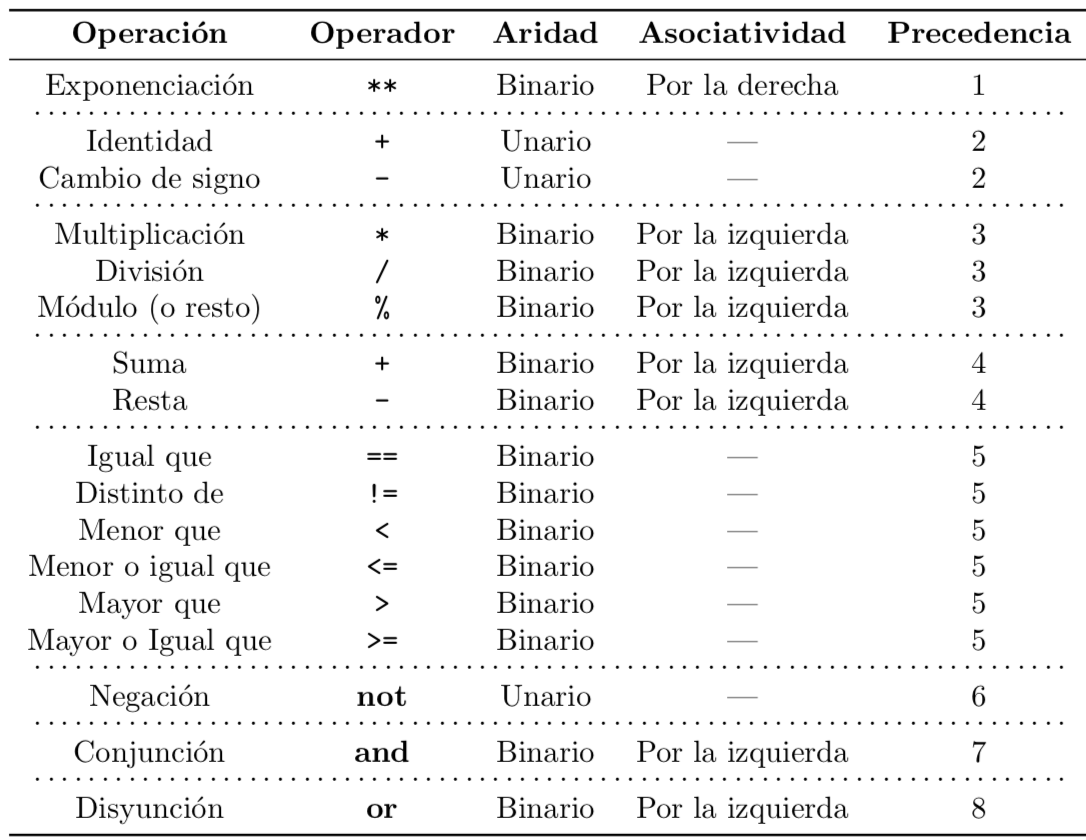 Operación Operador Aridad Asociatividad Precedencia
Exponenciación ** Binario Por la derecha 1
Identidad + Unario — 2
Cambio de signo - Unario — 2
Multiplicación * Binario Por la izquierda 3
División / Binario Por la izquierda 3
Módulo (o resto) % Binario Por la izquierda 3
Suma + Binario Por la izquierda 4
Resta - Binario Por la izquierda 4
Igual que == Binario — 5
Distinto de != Binario — 5
Menor que < Binario — 5
Menor o igual que <= Binario — 5
Mayor que > Binario — 5
Mayor o Igual que >= Binario — 5
Negación not Unario — 6
Conjunción and Binario Por la izquierda 7
Disyunción or Binario Por la izquierda 8